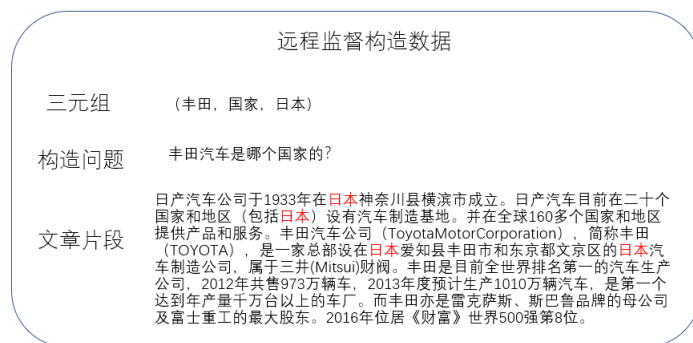 远程监督构造数据
三元组
（丰田，国家，日本）
构造问题
丰田汽车是哪个国家的？
文章片段
日产汽车公司于1933年在日本神奈川县横滨市成立。日产汽车目前在二十个
国家和地区（包括日本）设有汽车制造基地。并在全球160多个国家和地区
提供产品和服务。丰田汽车公司（ToyotaMotorCorporation），简称丰田
（TOYOTA），是一家总部设在日本爱知县丰田市和东京都文京区的日本汽
车制造公司，属于三井(Mitsui)财阀。丰田是目前全世界排名第一的汽车生产
公司，2012年共售973万辆车，2013年度预计生产1010万辆汽车，是第一个
达到年产量千万台以上的车厂。而丰田亦是雷克萨斯、斯巴鲁品牌的母公司
及富士重工的最大股东。2016年位居《财富》世界500强第8位。